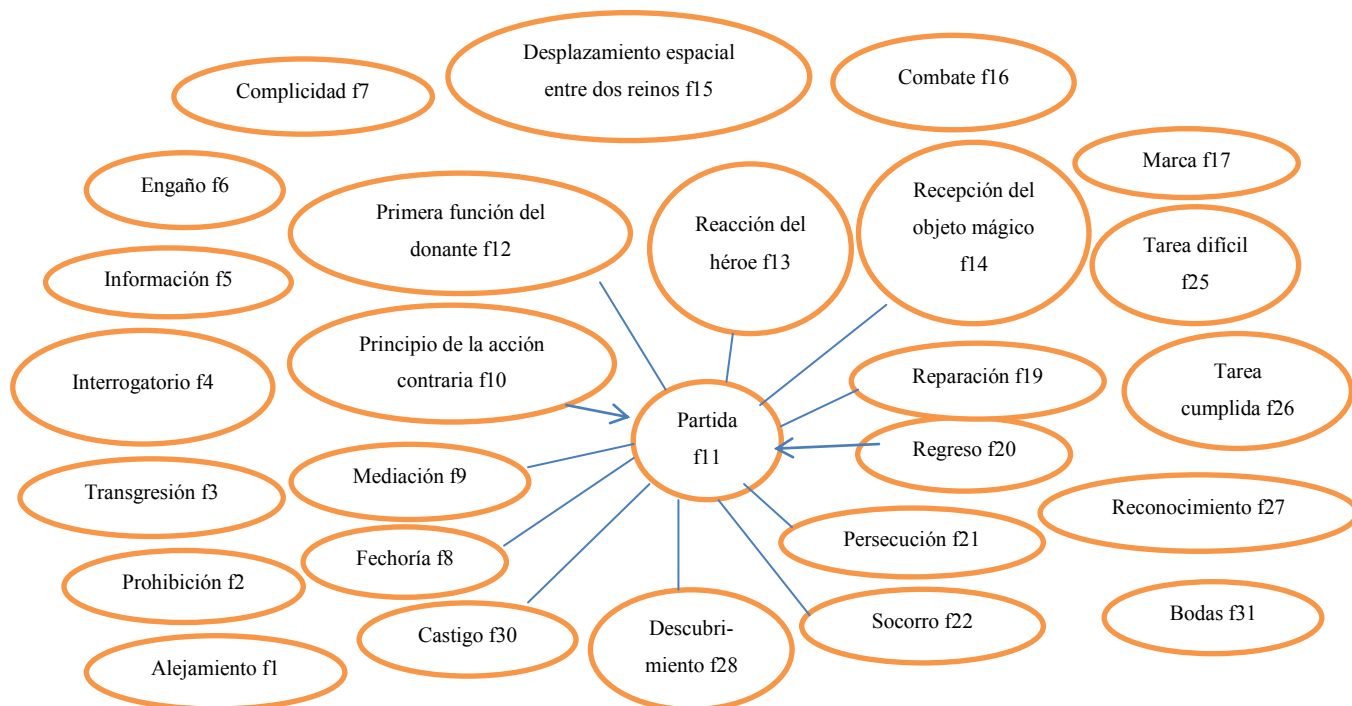 Desplazamiento espacial
entre dos reinos f15
Complicidad f7
Combate f16
Marca f17
Engaño f6
Primera función del
donante f12
Reacción del
héroe f13
Recepción del
objeto mágico
f14
Tarea difícil
f25
Información f5
Principio de la acción
contraria f10
Interrogatorio f4
Reparación f19
Tarea
cumplida f26
Partida
f11
Regreso f20
Mediación f9
Transgresión f3
Reconocimiento f27
Persecución f21
Fechoría f8
Prohibición f2
Castigo f30
Descubri-
miento f28
Socorro f22
Bodas f31
Alejamiento f1